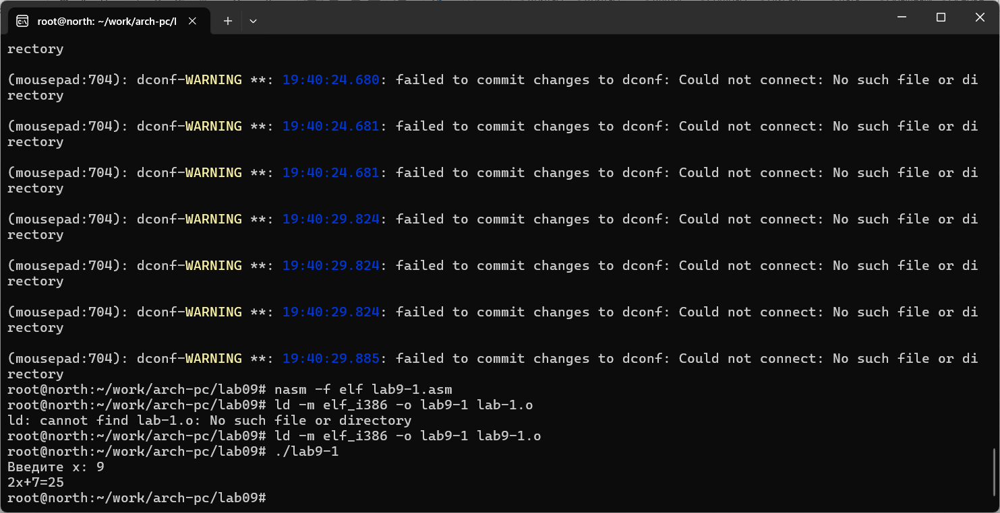 root@north: ~/work/arch-pc/l
rectory
(mousepad:704): dconf-WARNING **: 19:40:24.680: failed to commit changes to dconf: Could not connect: No such file or di
rectory
(mousepad:704): dconf-WARNING **: 19:40:24.681: failed to commit changes to dconf: Could not connect: No such file or di
rectory
(mousepad:704): dconf-WARNING **: 19:40:24.681: failed to commit changes to dconf: Could not connect: No such file or di
rectory
(mousepad:704): dconf-WARNING **: 19:40:29.824: failed to commit changes to dconf: Could not connect: No such file or di
rectory
(mousepad:704): dconf-WARNING **: 19:40:29.824: failed to commit changes to dconf: Could not connect: No such file or di
rectory
(mousepad:704): dconf-WARNING **: 19:40:29.824: failed to commit changes to dconf: Could not connect: No such file or di
rectory
(mousepad:704): dconf-WARNING **: 19:40:29.885: failed to commit changes to dconf: Could not connect: No such file or di
rectory
root@north:~/work/arch-pc/lab09# nasm -f elf lab9-1.asm
root@north:~/work/arch-pc/lab09# ld -m elf_i386 -o lab9-1 lab-1.o
ld: cannot find lab-1.o: No such file or directory
root@north:~/work/arch-pc/lab09# ld -m elf_i386 -o lab9-1 lab9-1.o
root@north:~/work/arch-pc/lab09# ./lab9-1
Введите x: 9
2x+7=25
root@north:~/work/arch-pc/lab09#